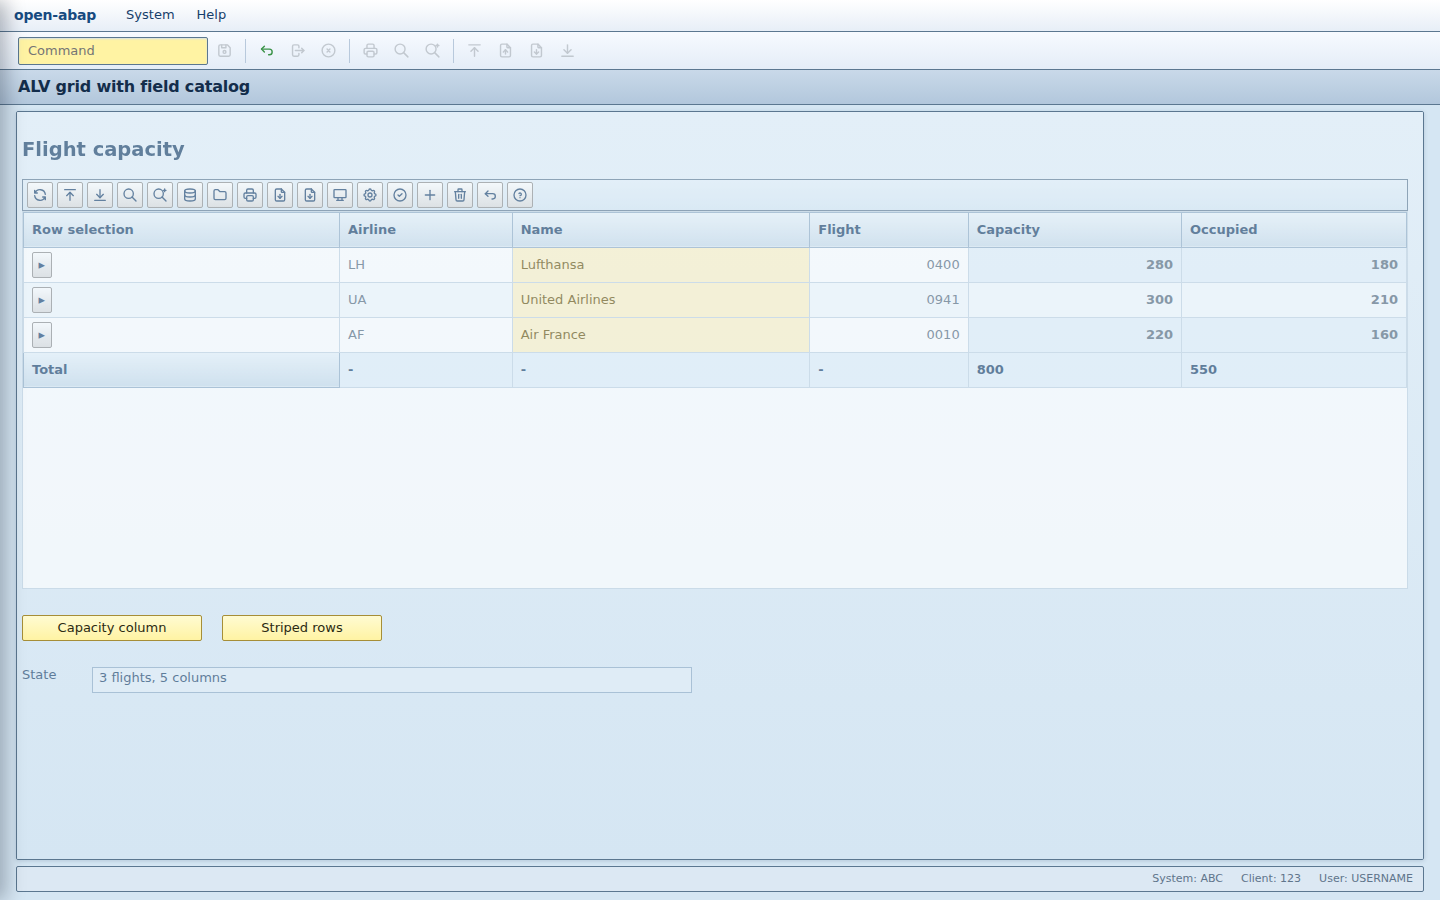 open-abap System Help
Command
ALV grid with field catalog
Flight capacity
Row selection Airline Name Flight Capacity Occupied
LH Lufthansa 0400 280 180
UA United Airlines 0941 300 210
AF Air France 0010 220 160
Total - - - 800 550
Capacity column Striped rows
State 3 flights, 5 columns
System: ABC Client: 123 User: USERNAME